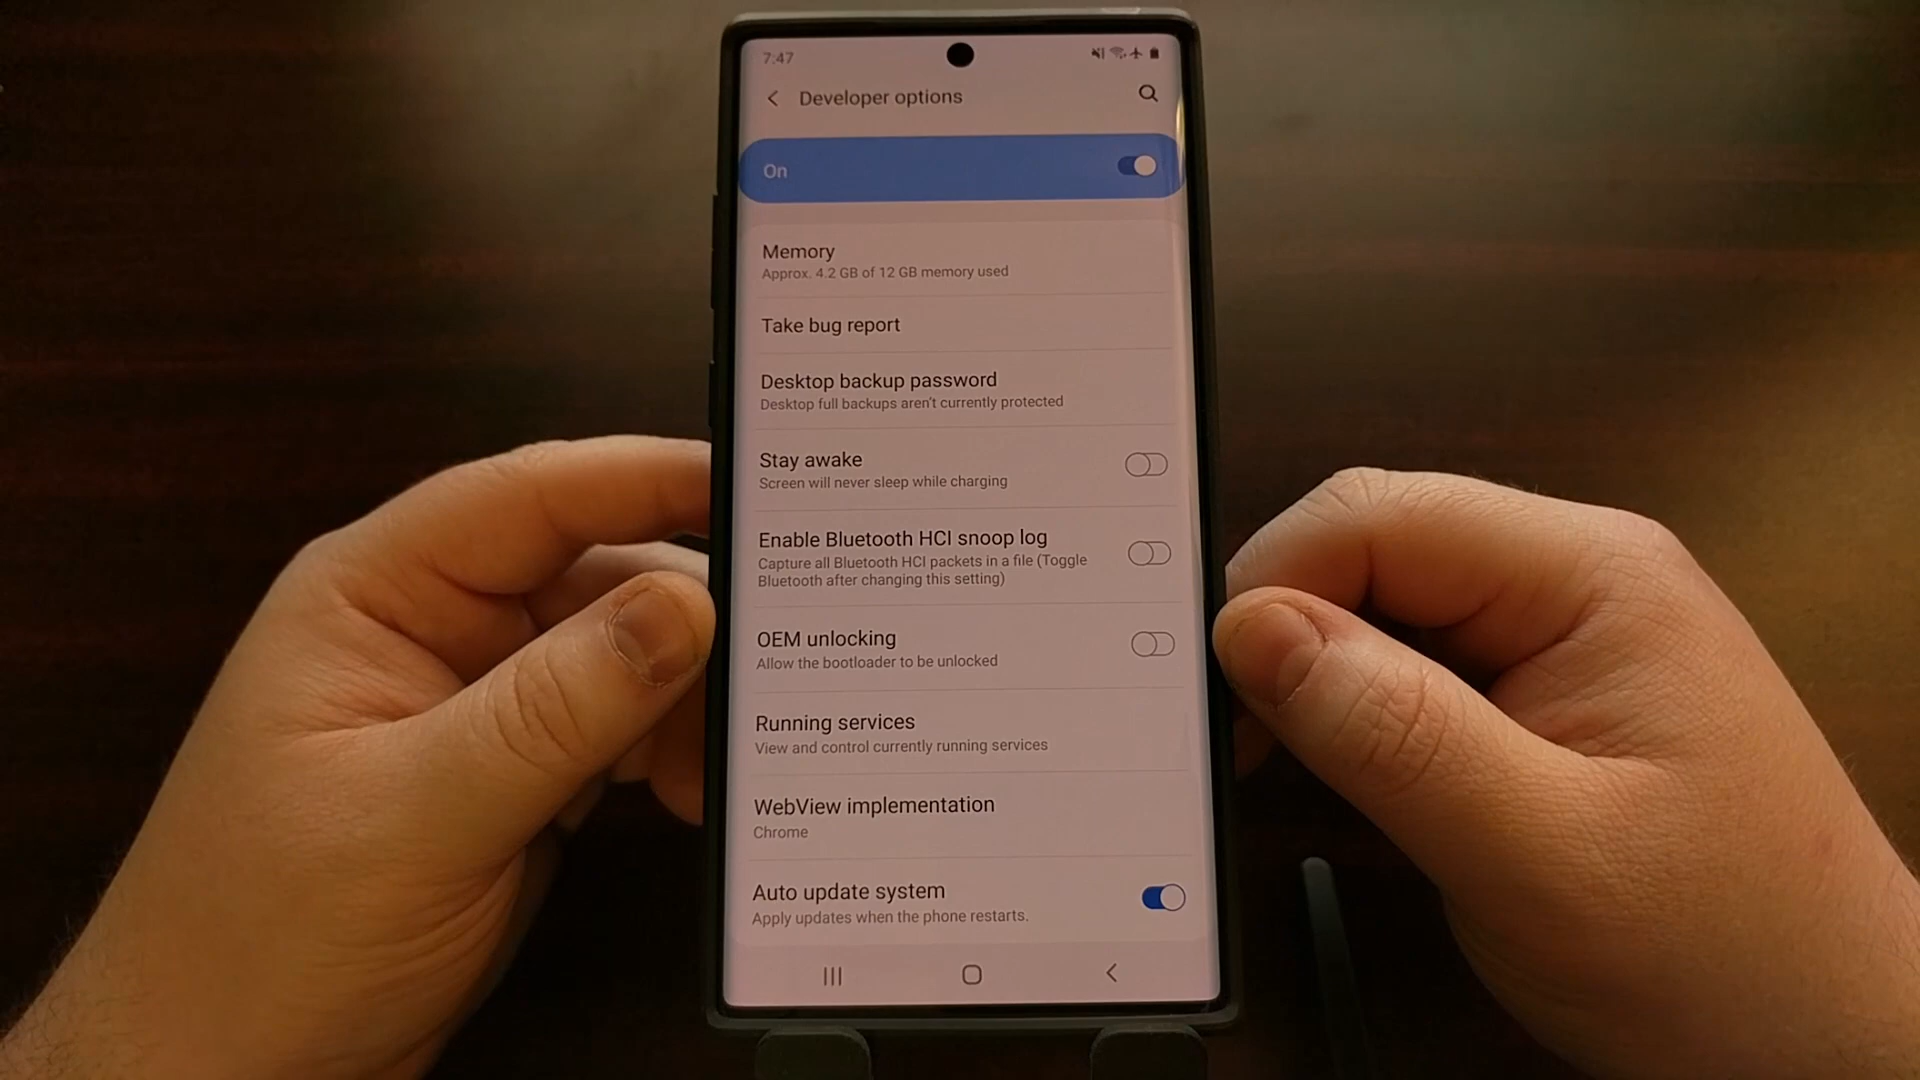 7:47
Developer options
On
Memory
Approx. 4.2 GB of 12 GB memory used
Take bug report
Desktop backup password
Desktop full backups aren't currently protected
Stay awake
Screen will never sleep while charging
Enable Bluetooth HCI snoop log
Capture all Bluetooth HCI packets in a file (Toggle
Bluetooth after changing this setting)
OEM unlocking
Allow the bootloader to be unlocked
Running services
View and control currently running services
WebView implementation
Chrome
Auto update system
Apply updates when the phone restarts.